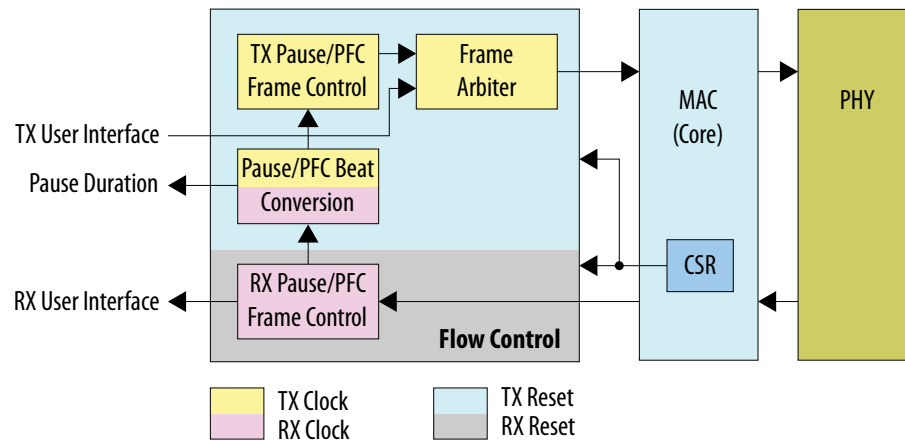 TX Pause/PFC
Frame Control
Frame
Arbiter
MAC
(Core)
PHY
TX User Interface
Pause Duration
Pause/PFC Beat
Conversion
CSR
RX User Interface
RX Pause/PFC
Frame Control
Flow Control
TX Clock
RX Clock
TX Reset
RX Reset